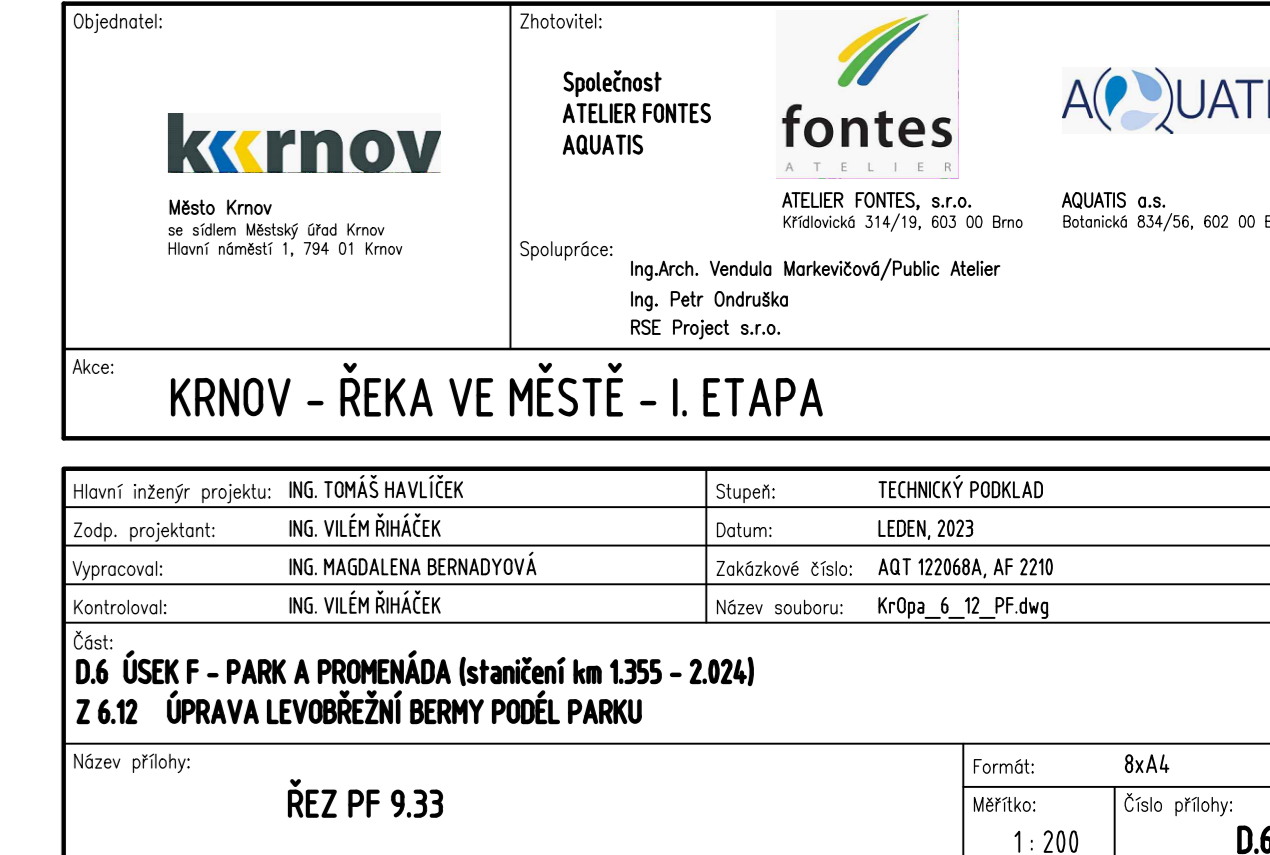 Objednatel:
krnov
Město Krnov
se sídlem Městský úřad Krnov
Hlavní náměstí 1, 794 01 Krnov
Zhotovitel:
Společnost
ATELIER FONTES
AQUATIS
fontes
ATELIER
ATELIER FONTES, s.r.o.
Křídlovická 314/19, 603 00 Brno
AQUATIS a.s.
Botanická 834/56, 602 00
Spolupráce:
Ing.Arch. Vendula Markevičová/Public Atelier
Ing. Petr Ondruška
RSE Project s.r.o.
Akce:
KRNOV - ŘEKA VE MĚSTĚ - I. ETAPA
Hlavní inženýr projektu: ING. TOMÁŠ HAVLÍČEK
Stupeň: TECHNICKÝ PODKLAD
Zodp. projektant: ING. VILÉM ŘIHÁČEK
Datum: LEDEN, 2023
Vypracoval: ING. MAGDALENA BERNADYOVÁ
Zakázkové číslo: AQT 122068A, AF 2210
Kontroloval: ING. VILÉM ŘIHÁČEK
Název souboru: KrOpa_6_12_PF.dwg
Část:
D.6 ÚSEK F - PARK A PROMENÁDA (staničení km 1.355 - 2.024)
Z 6.12 ÚPRAVA LEVOBŘEŽNÍ BERMY PODÉL PARKU
Název přílohy:
ŘEZ PF 9.33
Formát: 8xA4
Měřítko:
1 : 200
Číslo přílohy:
D.6